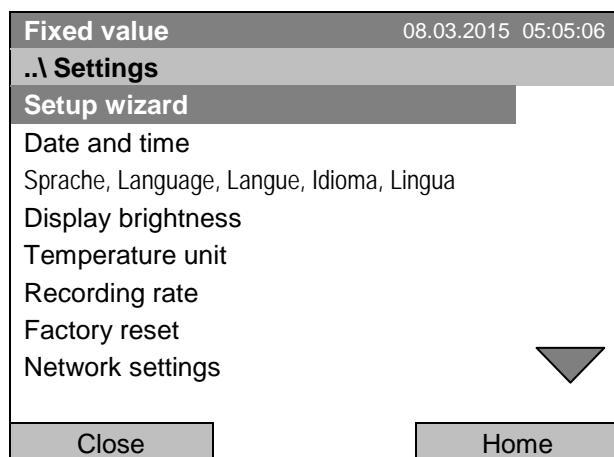 Fixed value 08.03.2015 05:05:06
..\ Settings
Setup wizard
Date and time
Sprache, Language, Langue, Idioma, Lingua
Display brightness
Temperature unit
Recording rate
Factory reset
Network settings
Close Home